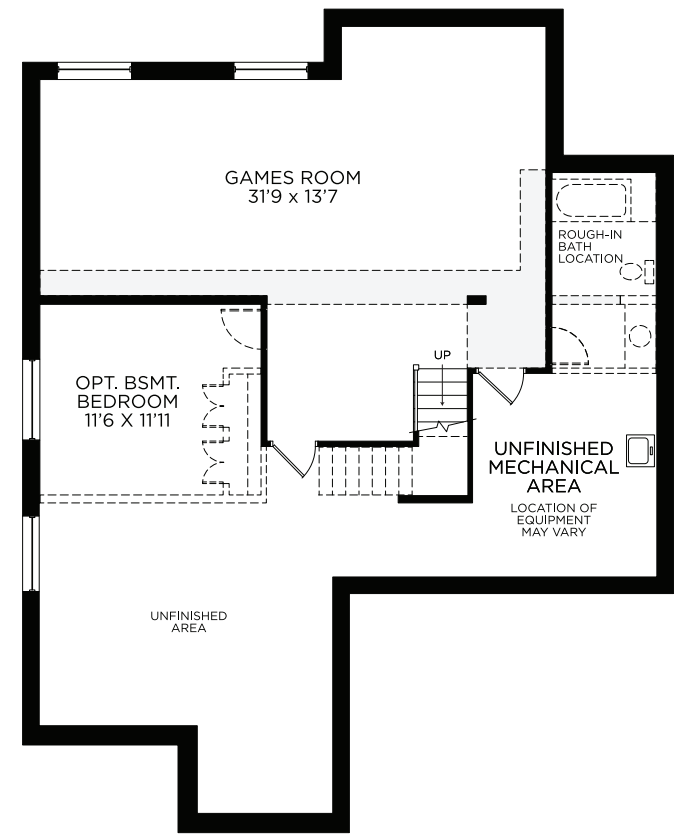 GAMES ROOM
31'9 x 13'7
ROUGH-IN
BATH
LOCATION
UP
OPT. BSMT.
BEDROOM
11'6 X 11'11
UNFINISHED
MECHANICAL
AREA
LOCATION OF
EQUIPMENT
MAY VARY
UNFINISHED
AREA